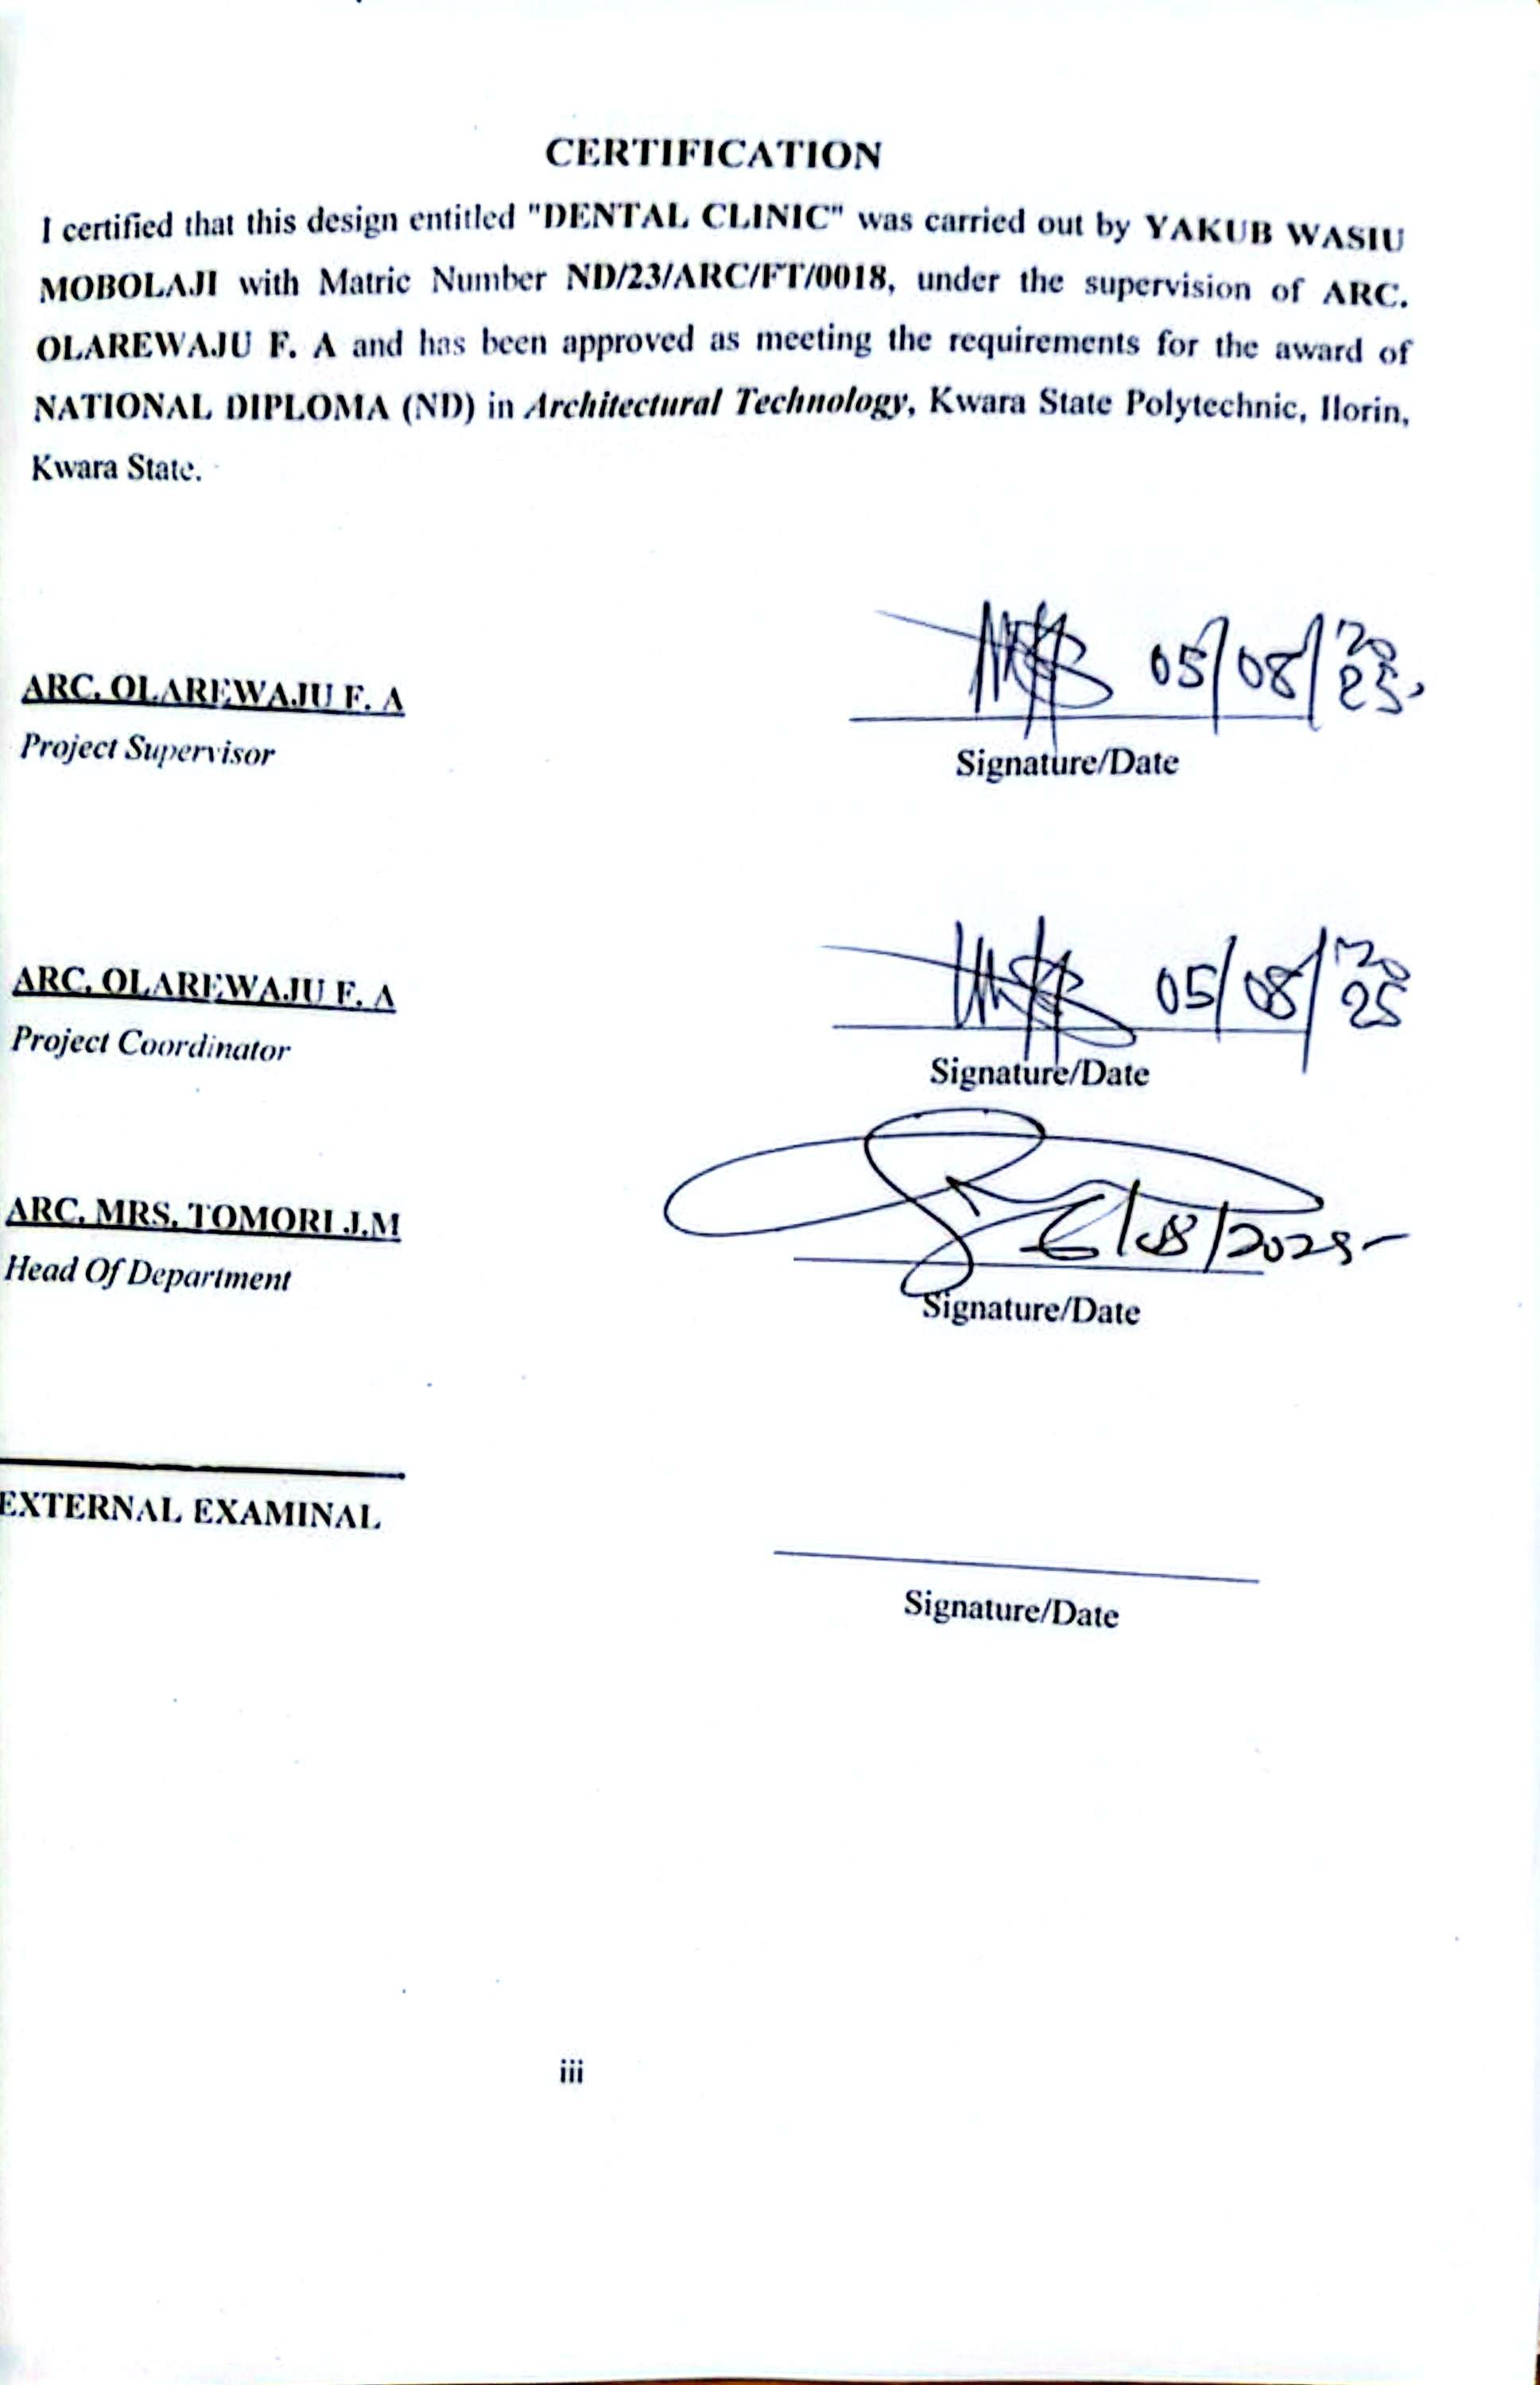 CERTIFICATION
I certified that this design entitled "DENTAL CLINIC" was carried out by YAKUB WASIU
MOBOLAJI with Matric Number ND/23/ARC/FT/0018, under the supervision of ARC.
OLAREWAJU F. A and has been approved as meeting the requirements for the award of
NATIONAL DIPLOMA (ND) in Architectural Technology, Kwara State Polytechnic, Ilorin,
Kwara State.
05/08/2025
ARC. OLAREWAJU F. A
Project Supervisor
Signature/Date
05/08/2025
ARC. OLAREWAJU F. A
Project Coordinator
Signature/Date
ARC. MRS. TOMORI J.M
6/08/2025
Head Of Department
Signature/Date
EXTERNAL EXAMINAL
Signature/Date
iii